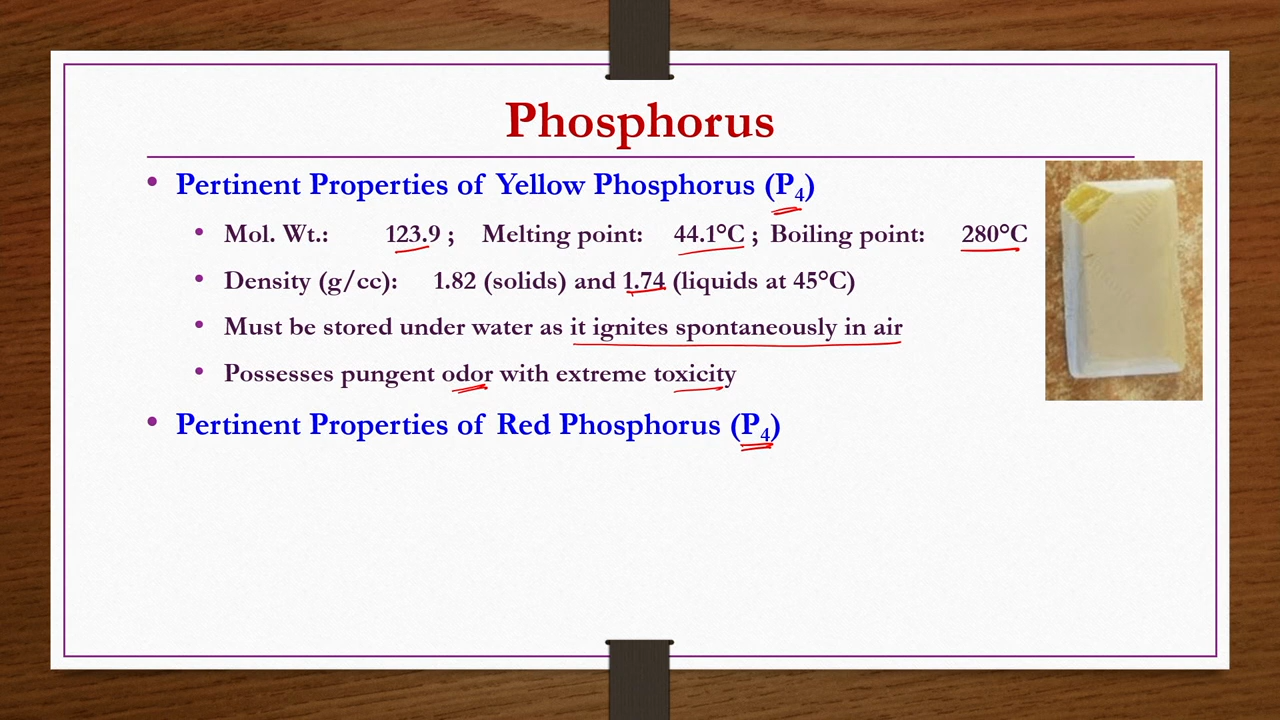 Phosphorus
• Pertinent Properties of Yellow Phosphorus (P₄)
• Mol. Wt.: 123.9 ; Melting point: 44.1°C ; Boiling point: 280°C
• Density (g/cc): 1.82 (solids) and 1.74 (liquids at 45°C)
• Must be stored under water as it ignites spontaneously in air
• Possesses pungent odor with extreme toxicity
• Pertinent Properties of Red Phosphorus (P₄)